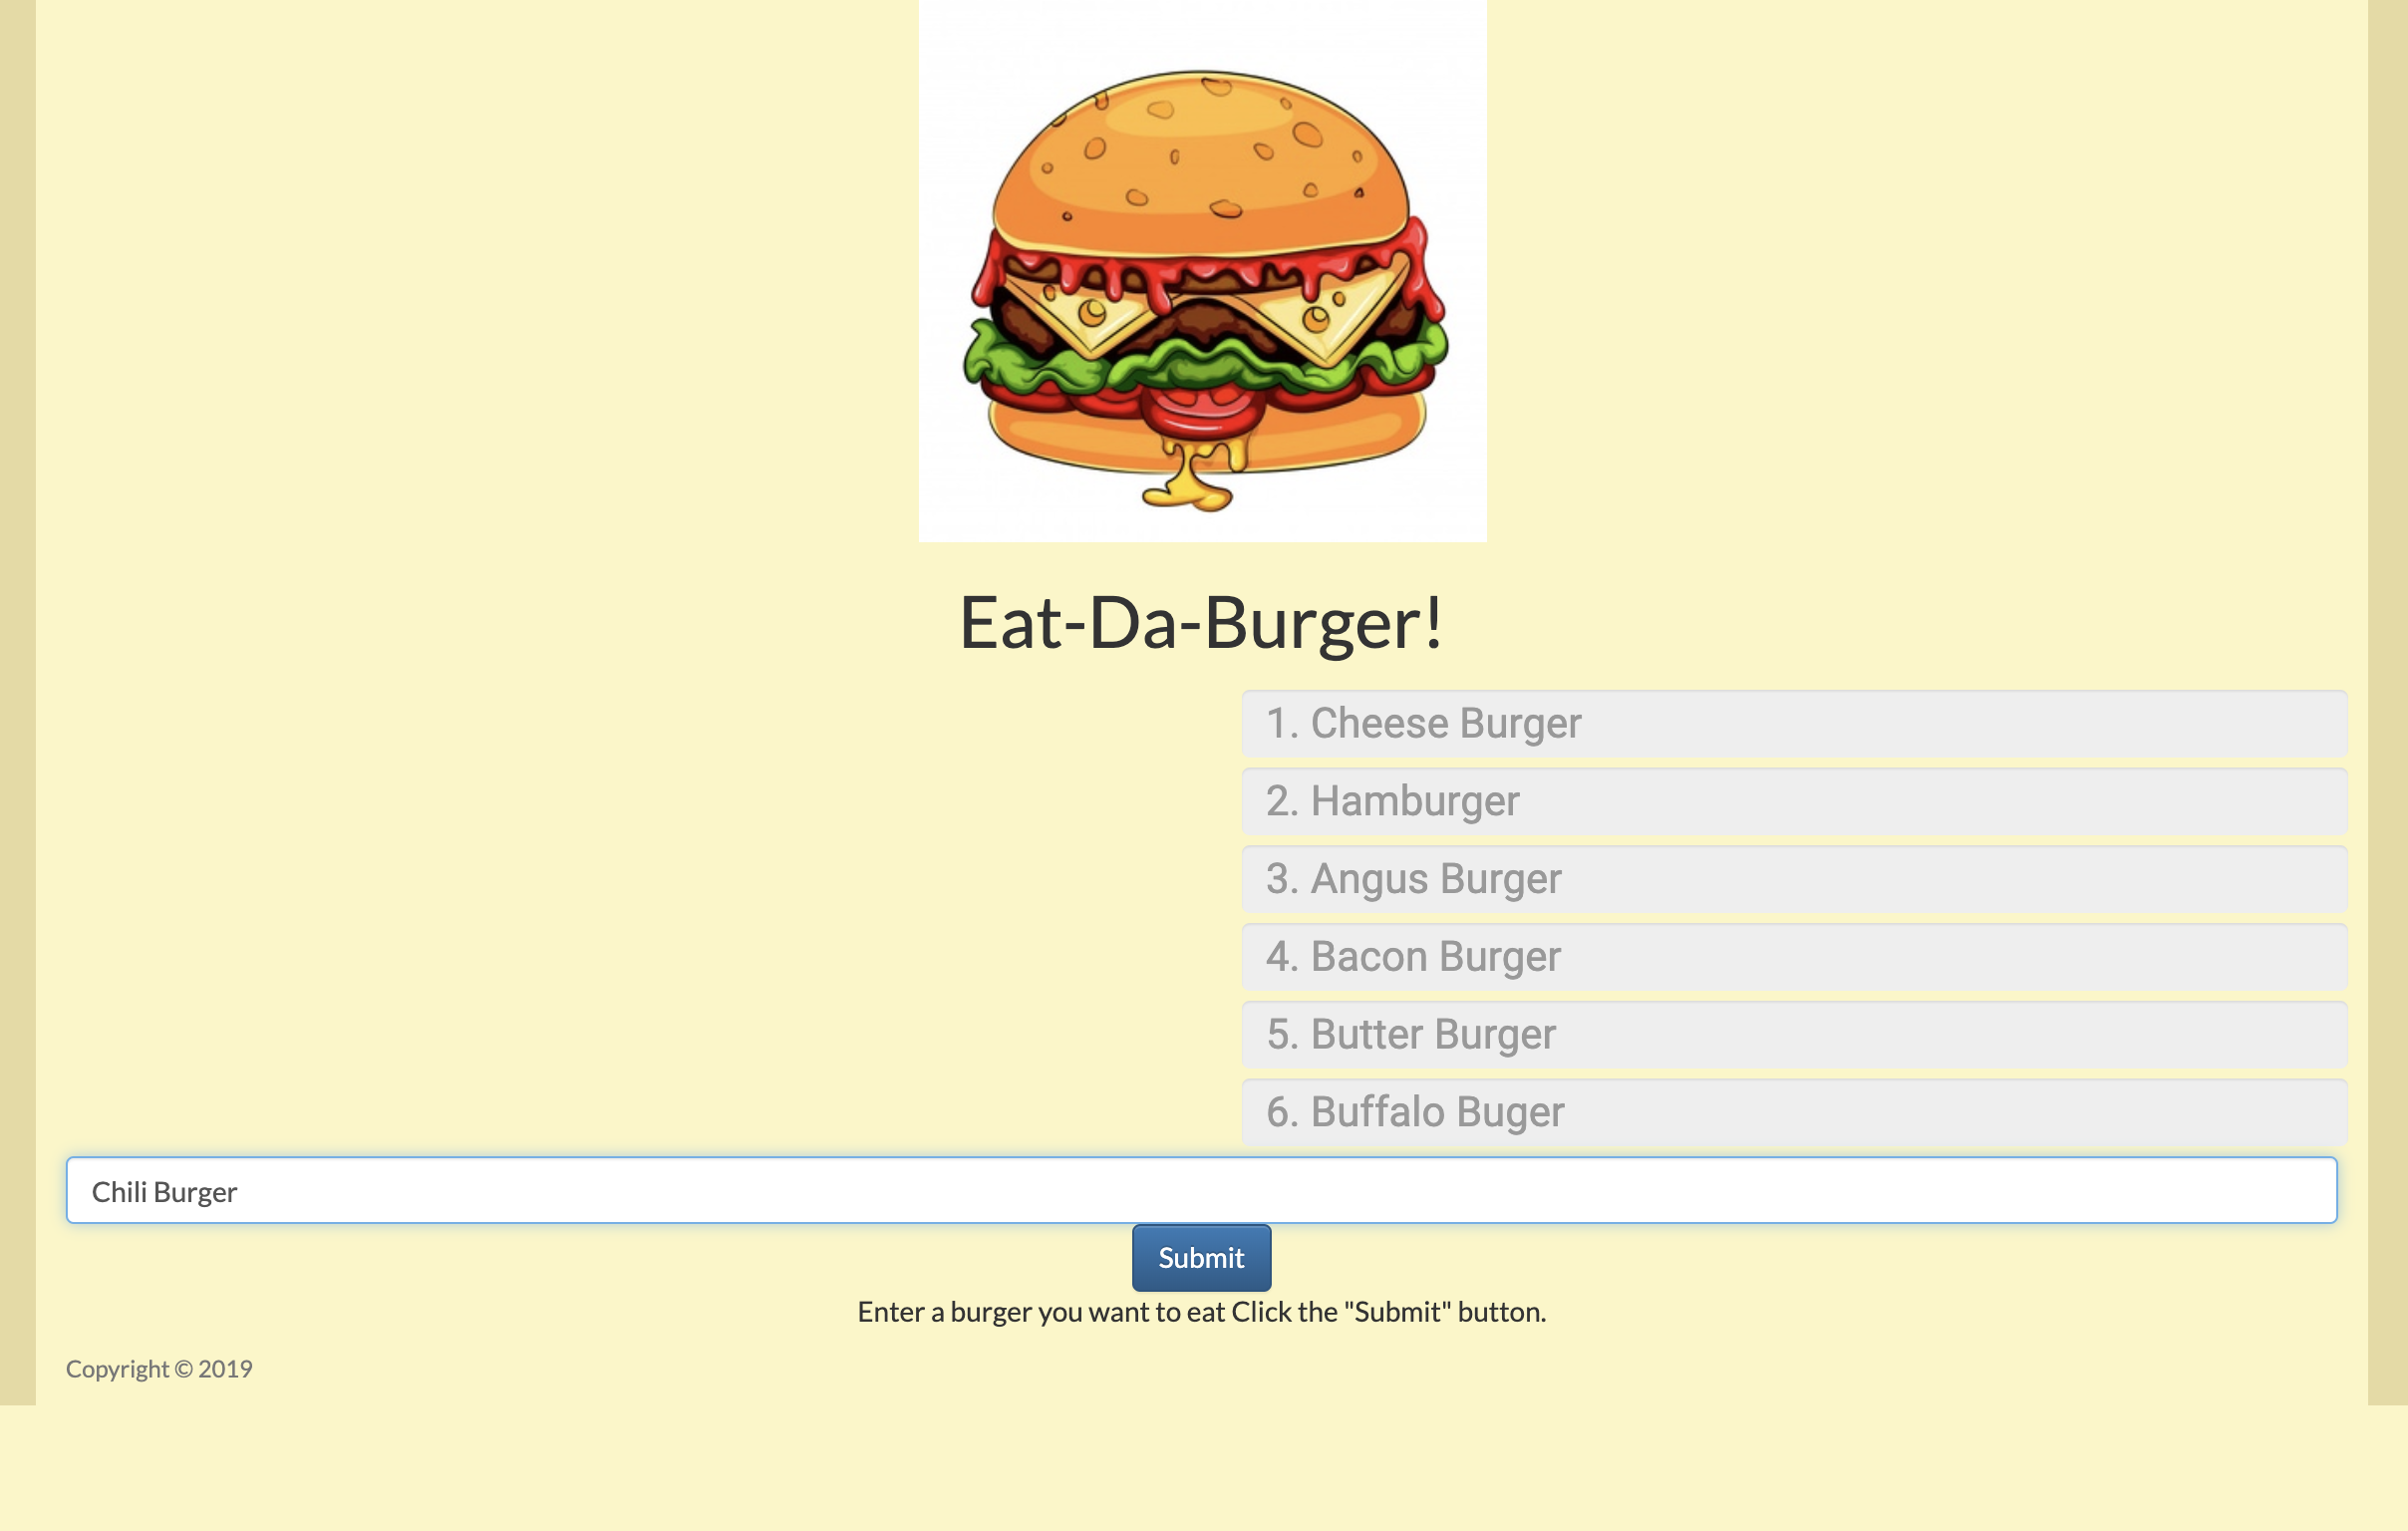 Eat-Da-Burger!
1. Cheese Burger
2. Hamburger
3. Angus Burger
4. Bacon Burger
5. Butter Burger
6. Buffalo Buger
Chili Burger
Submit
Enter a burger you want to eat Click the "Submit" button.
Copyright © 2019